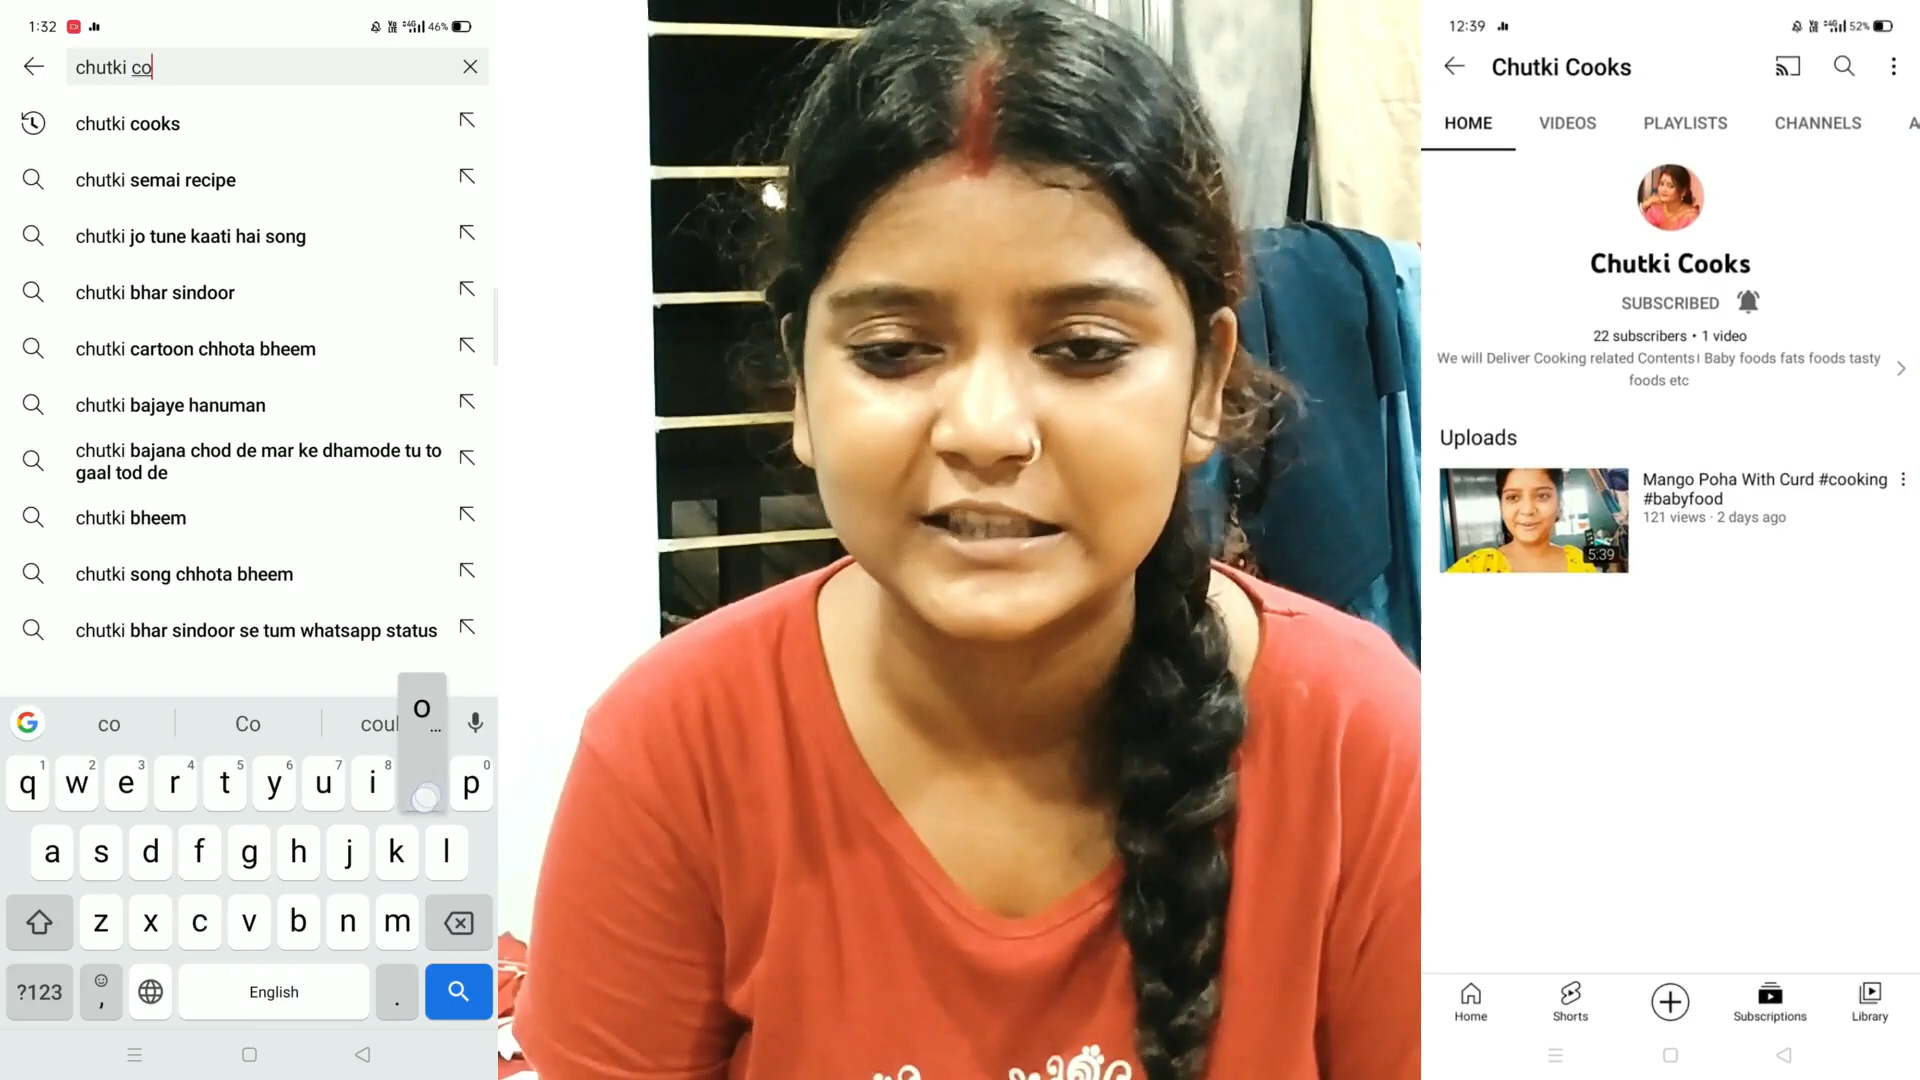 1:32
46%
chutki co
chutki cooks
chutki semai recipe
chutki jo tune kaati hai song
chutki bhar sindoor
chutki cartoon chhota bheem
chutki bajaye hanuman
chutki bajana chod de mar ke dhamode tu to
gaal tod de
chutki bheem
chutki song chhota bheem
chutki bhar sindoor se tum whatsapp status
o
...
co Co coul
1 2 3 4 5 6 7 8 0
q w e r t y u i p
a s d f g h j k l
z x c v b n m
?123 , English .
12:39
52%
Chutki Cooks
HOME VIDEOS PLAYLISTS CHANNELS A
Chutki Cooks
SUBSCRIBED
22 subscribers • 1 video
We will Deliver Cooking related Contents। Baby foods fats foods tasty
foods etc
Uploads
Mango Poha With Curd #cooking
#babyfood
121 views · 2 days ago
5:39
Home Shorts Subscriptions Library